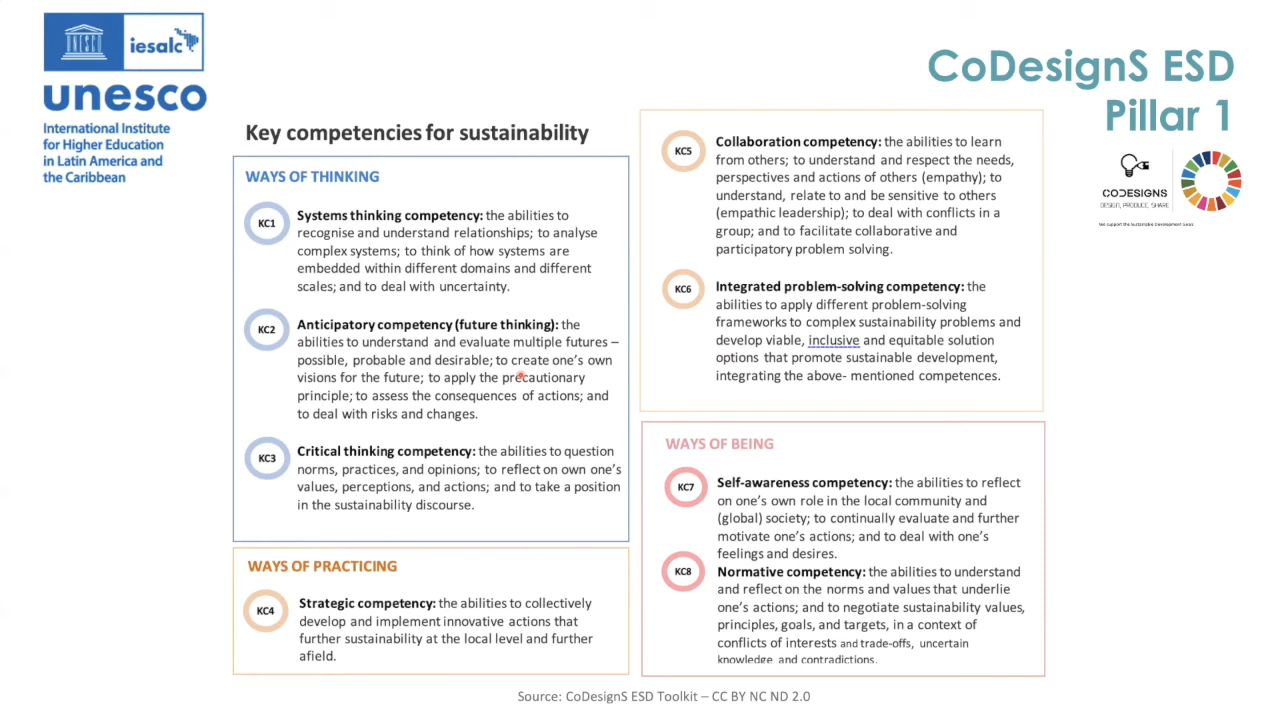 UNESCO
iesalc
unesco
International Institute
for Higher Education
in Latin America and
the Caribbean
CoDesignS ESD
Pillar 1
CODESIGNS
DESIGN, PRODUCE, SHARE
We support the Sustainable Development Goals
Key competencies for sustainability
WAYS OF THINKING
KC1
Systems thinking competency: the abilities to
recognise and understand relationships; to analyse
complex systems; to think of how systems are
embedded within different domains and different
scales; and to deal with uncertainty.
KC2
Anticipatory competency (future thinking): the
abilities to understand and evaluate multiple futures –
possible, probable and desirable; to create one's own
visions for the future; to apply the precautionary
principle; to assess the consequences of actions; and
to deal with risks and changes.
KC3
Critical thinking competency: the abilities to question
norms, practices, and opinions; to reflect on own one's
values, perceptions, and actions; and to take a position
in the sustainability discourse.
WAYS OF PRACTICING
KC4
Strategic competency: the abilities to collectively
develop and implement innovative actions that
further sustainability at the local level and further
afield.
KC5
Collaboration competency: the abilities to learn
from others; to understand and respect the needs,
perspectives and actions of others (empathy); to
understand, relate to and be sensitive to others
(empathic leadership); to deal with conflicts in a
group; and to facilitate collaborative and
participatory problem solving.
KC6
Integrated problem-solving competency: the
abilities to apply different problem-solving
frameworks to complex sustainability problems and
develop viable, inclusive and equitable solution
options that promote sustainable development,
integrating the above- mentioned competences.
WAYS OF BEING
KC7
Self-awareness competency: the abilities to reflect
on one's own role in the local community and
(global) society; to continually evaluate and further
motivate one's actions; and to deal with one's
feelings and desires.
KC8
Normative competency: the abilities to understand
and reflect on the norms and values that underlie
one's actions; and to negotiate sustainability values,
principles, goals, and targets, in a context of
conflicts of interests and trade-offs, uncertain
knowledge and contradictions.
Source: CoDesignS ESD Toolkit – CC BY NC ND 2.0